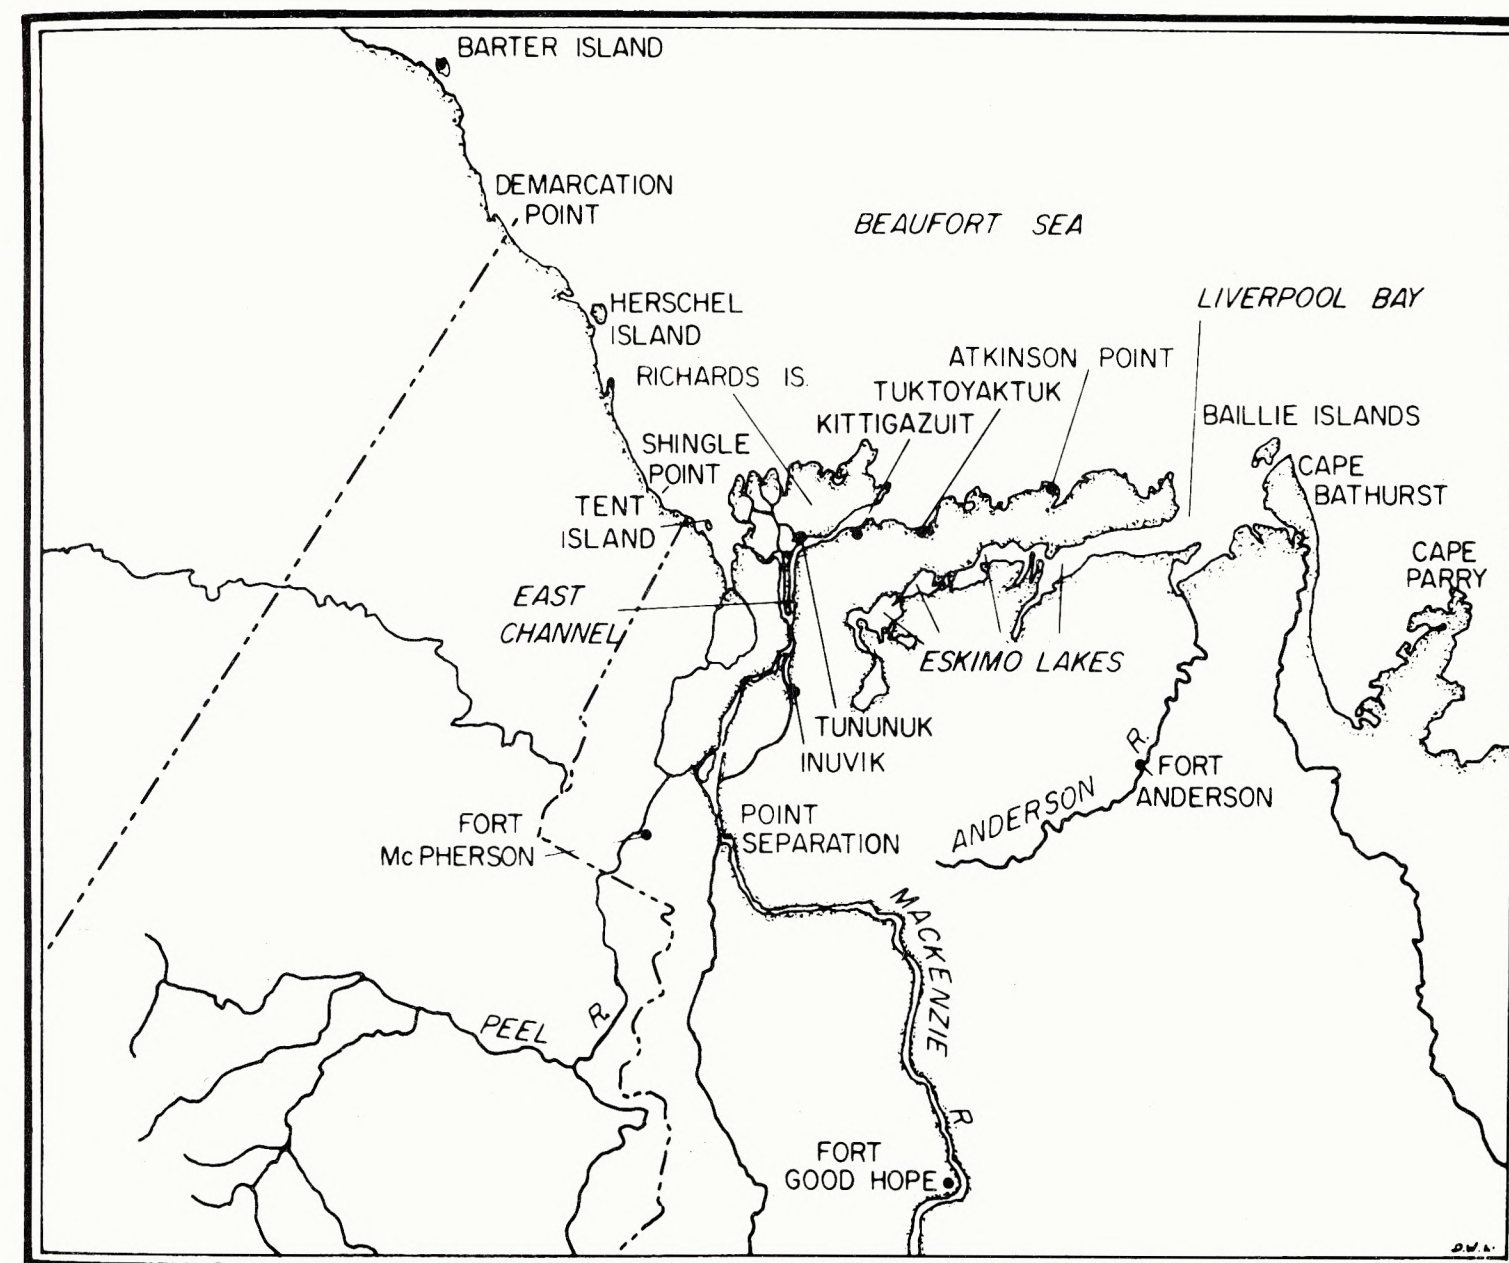 BARTER ISLAND
DEMARCATION
POINT
BEAUFORT SEA
HERSCHEL
ISLAND
LIVERPOOL BAY
RICHARDS IS.
ATKINSON POINT
TUKTOYAKTUK
KITTIGAZUIT
BAILLIE ISLANDS
SHINGLE
POINT
CAPE
BATHURST
TENT
ISLAND
CAPE
PARRY
EAST
CHANNEL
ESKIMO LAKES
TUNUNUK
INUVIK
FORT
ANDERSON
ANDERSON R.
POINT
SEPARATION
FORT
McPHERSON
MACKENZIE R
PEEL R.
FORT
GOOD HOPE
D.W.L.